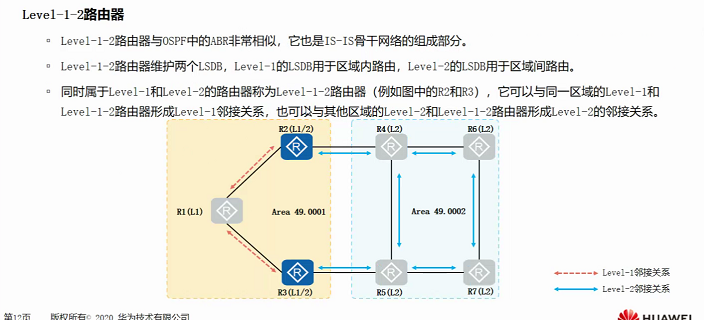 Level-1-2路由器
Level-1-2路由器与OSPF中的ABR非常相似，它也是IS-IS骨干网络的组成部分。
Level-1-2路由器维护两个LSDB，Level-1的LSDB用于区域内路由，Level-2的LSDB用于区域间路由。
同时属于Level-1和Level-2的路由器称为Level-1-2路由器（例如图中的R2和R3），它可以与同一区域的Level-1和
Level-1-2路由器形成Level-1邻接关系，也可以与其他区域的Level-2和Level-1-2路由器形成Level-2的邻接关系。
R2(L1/2)
R4(L2)
R6(L2)
R
R
R
R1(L1)
R
Area 49.0001
Area 49.0002
R
R
R
R3(L1/2)
R5(L2)
R7(L2)
Level-1邻接关系
Level-2邻接关系
第12页
版权所有© 2020 华为技术有限公司
HUAWEI